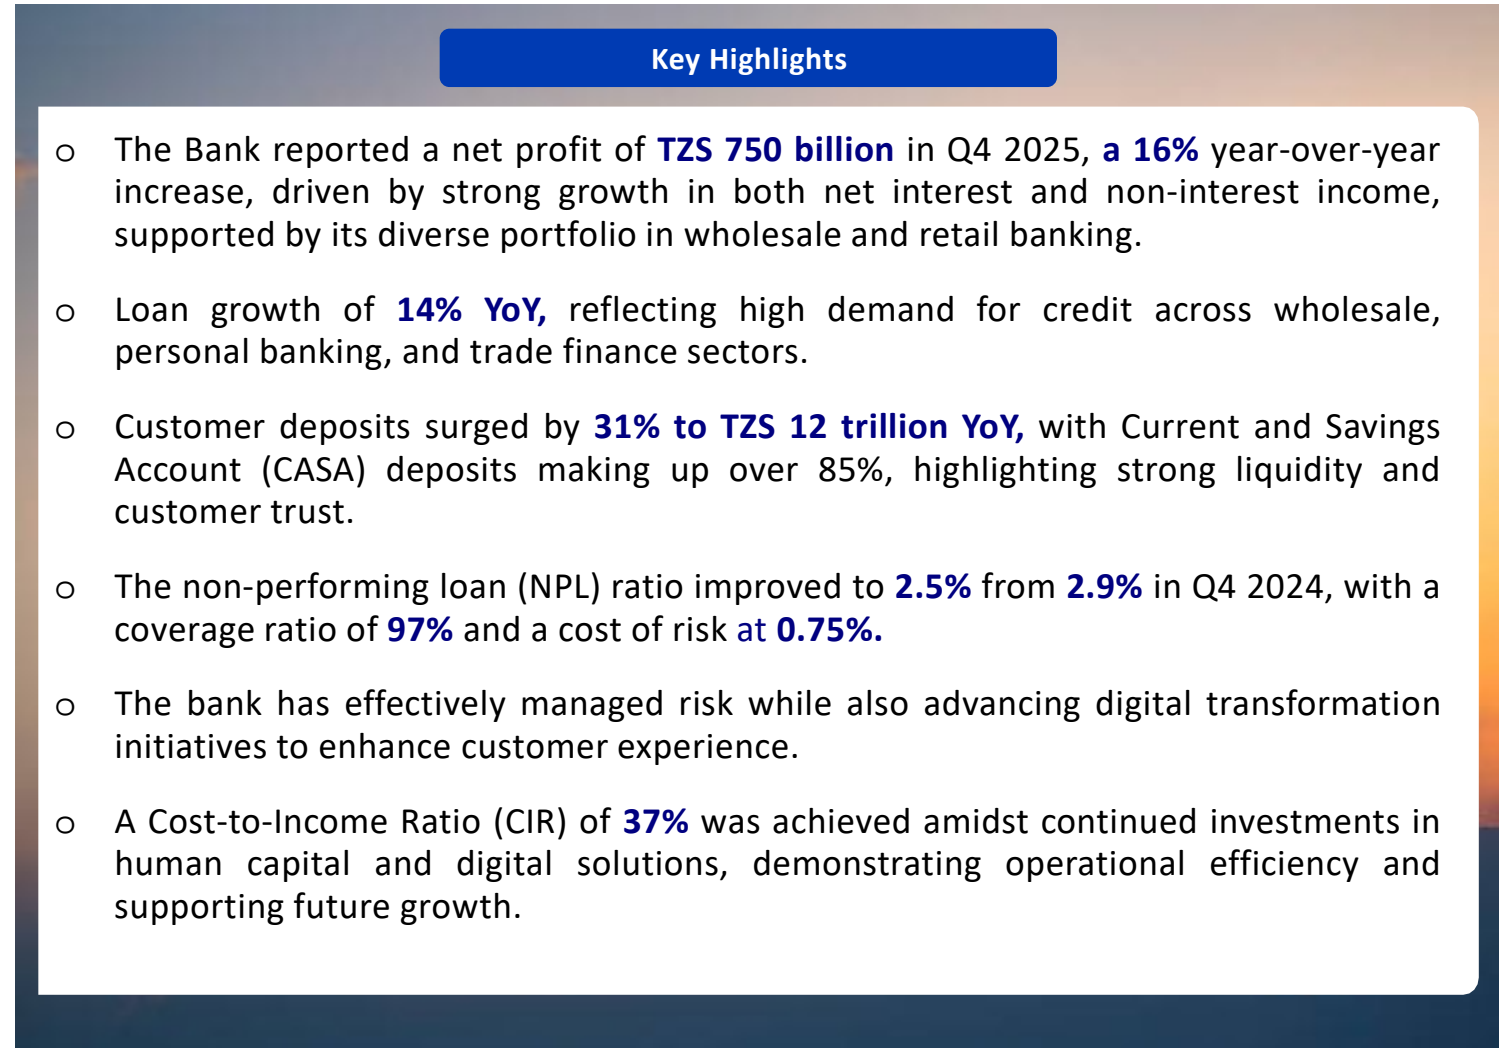 Key Highlights
o The Bank reported a net profit of TZS 750 billion in Q4 2025, a 16% year-over-year
increase, driven by strong growth in both net interest and non-interest income,
supported by its diverse portfolio in wholesale and retail banking.
o Loan growth of 14% YoY, reflecting high demand for credit across wholesale,
personal banking, and trade finance sectors.
o Customer deposits surged by 31% to TZS 12 trillion YoY, with Current and Savings
Account (CASA) deposits making up over 85%, highlighting strong liquidity and
customer trust.
o The non-performing loan (NPL) ratio improved to 2.5% from 2.9% in Q4 2024, with a
coverage ratio of 97% and a cost of risk at 0.75%.
o The bank has effectively managed risk while also advancing digital transformation
initiatives to enhance customer experience.
o A Cost-to-Income Ratio (CIR) of 37% was achieved amidst continued investments in
human capital and digital solutions, demonstrating operational efficiency and
supporting future growth.